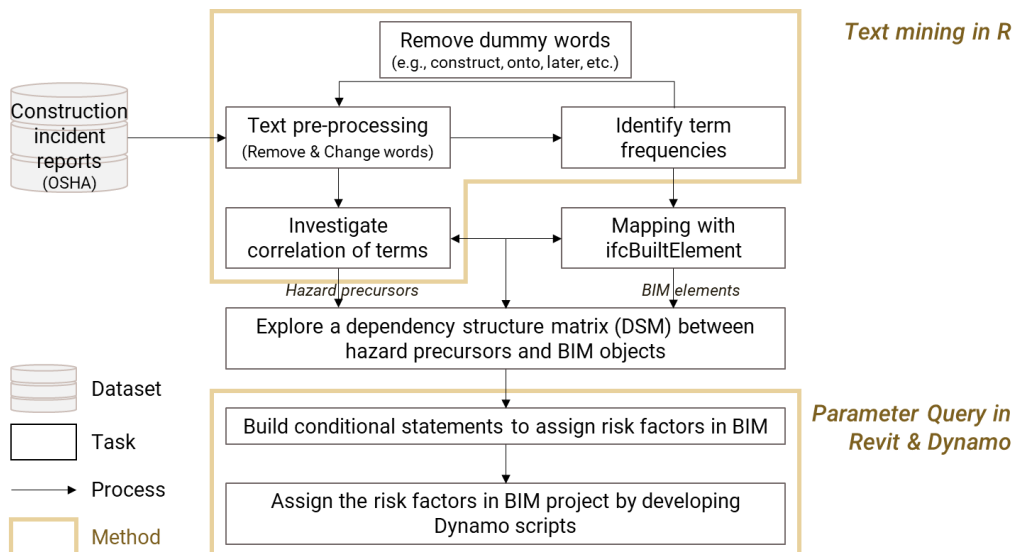 Text mining in R
Remove dummy words
(e.g., construct, onto, later, etc.)
Construction
incident
reports
(OSHA)
Text pre-processing
(Remove & Change words)
Identify term
frequencies
Investigate
correlation of terms
Mapping with
ifcBuiltElement
Hazard precursors
BIM elements
Explore a dependency structure matrix (DSM) between
hazard precursors and BIM objects
Dataset
Task
Process
Method
Parameter Query in
Revit & Dynamo
Build conditional statements to assign risk factors in BIM
Assign the risk factors in BIM project by developing
Dynamo scripts